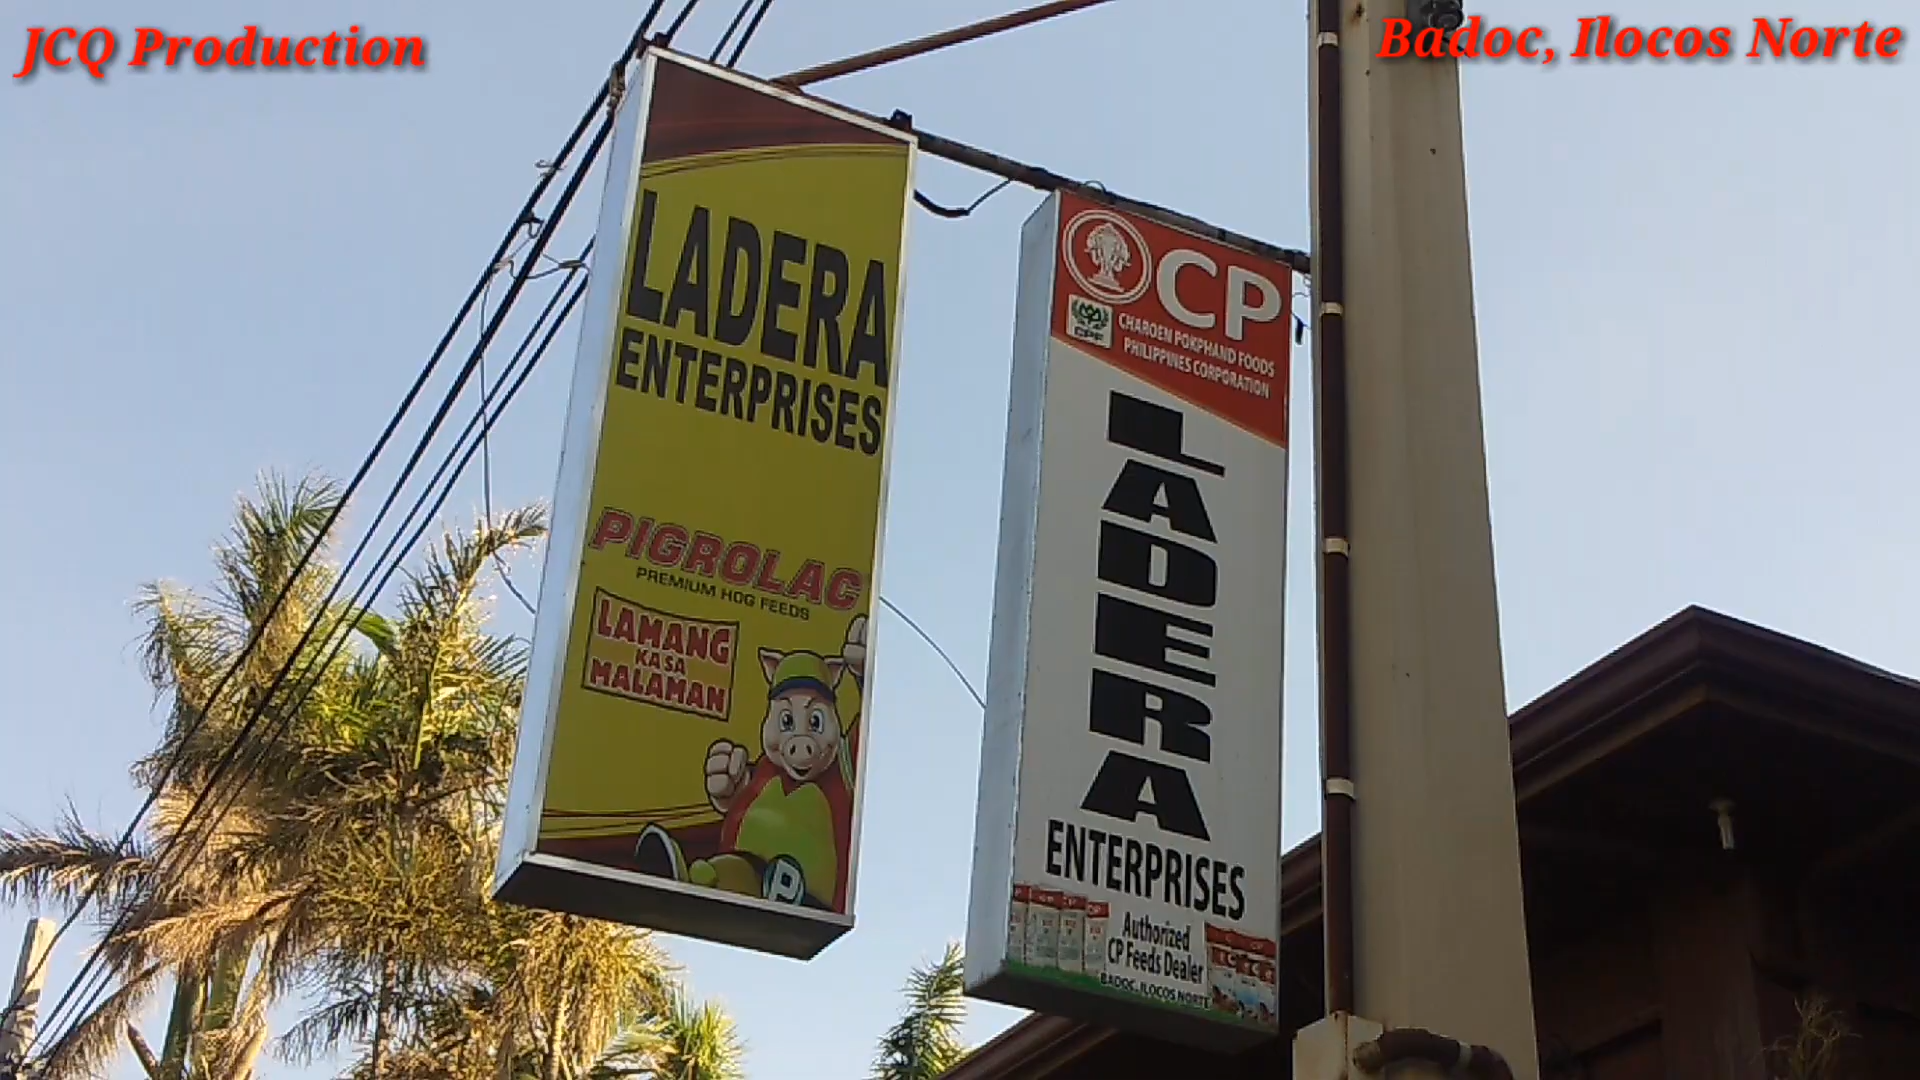 JCQ Production
Badoc, Ilocos Norte
LADERA
ENTERPRISES
PIGROLAC
PREMIUM HOG FEEDS
LAMANG
KA SA
MALAMAN
P
CP
CPF
CHAROEN POKPHAND FOODS
PHILIPPINES CORPORATION
LADERA
ENTERPRISES
Authorized
CP Feeds Dealer
BADOC, ILOCOS NORTE